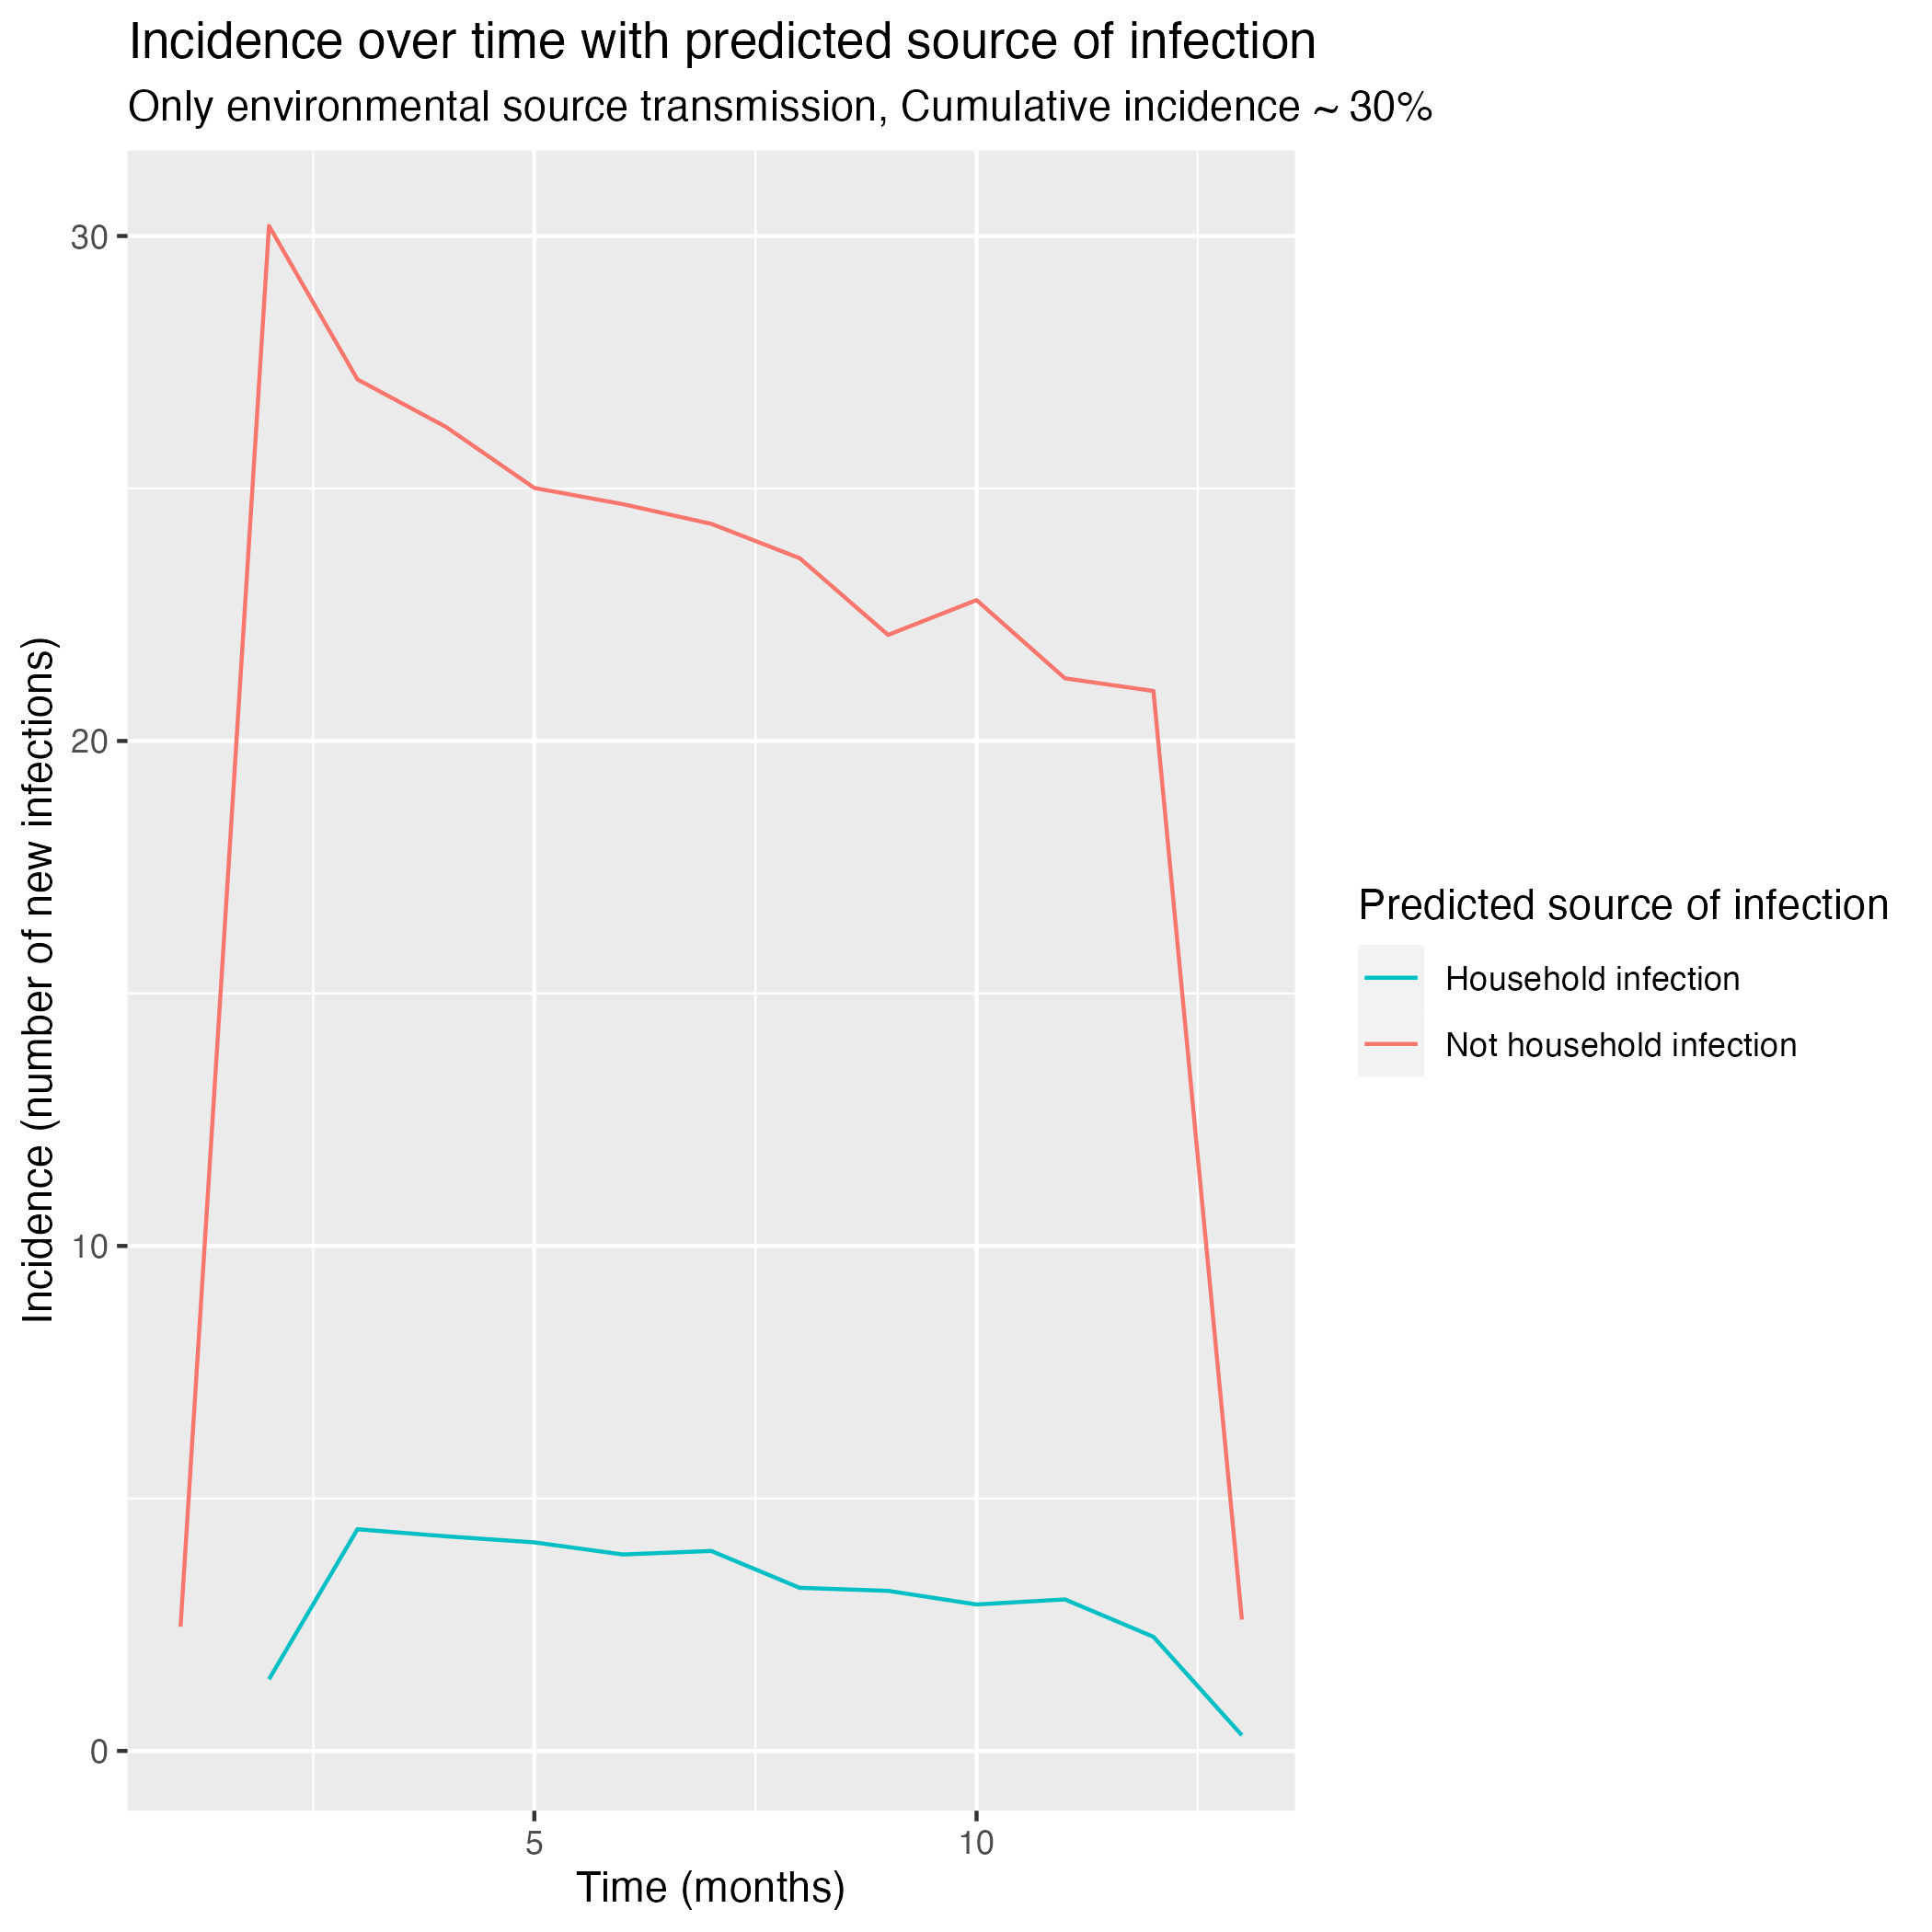 Incidence over time with predicted source of infection
Only environmental source transmission, Cumulative incidence ~ 30%
Incidence (number of new infections)
30
20
10
0
5
10
Time (months)
Predicted source of infection
Household infection
Not household infection